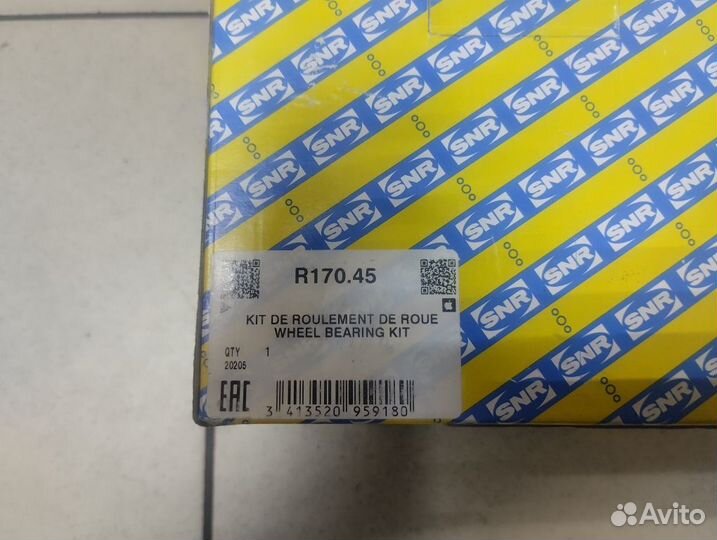 SNR
R170.45
KIT DE ROULEMENT DE ROUE
WHEEL BEARING KIT
QTY 1
20205
EAC
3 413520 959180
Avito